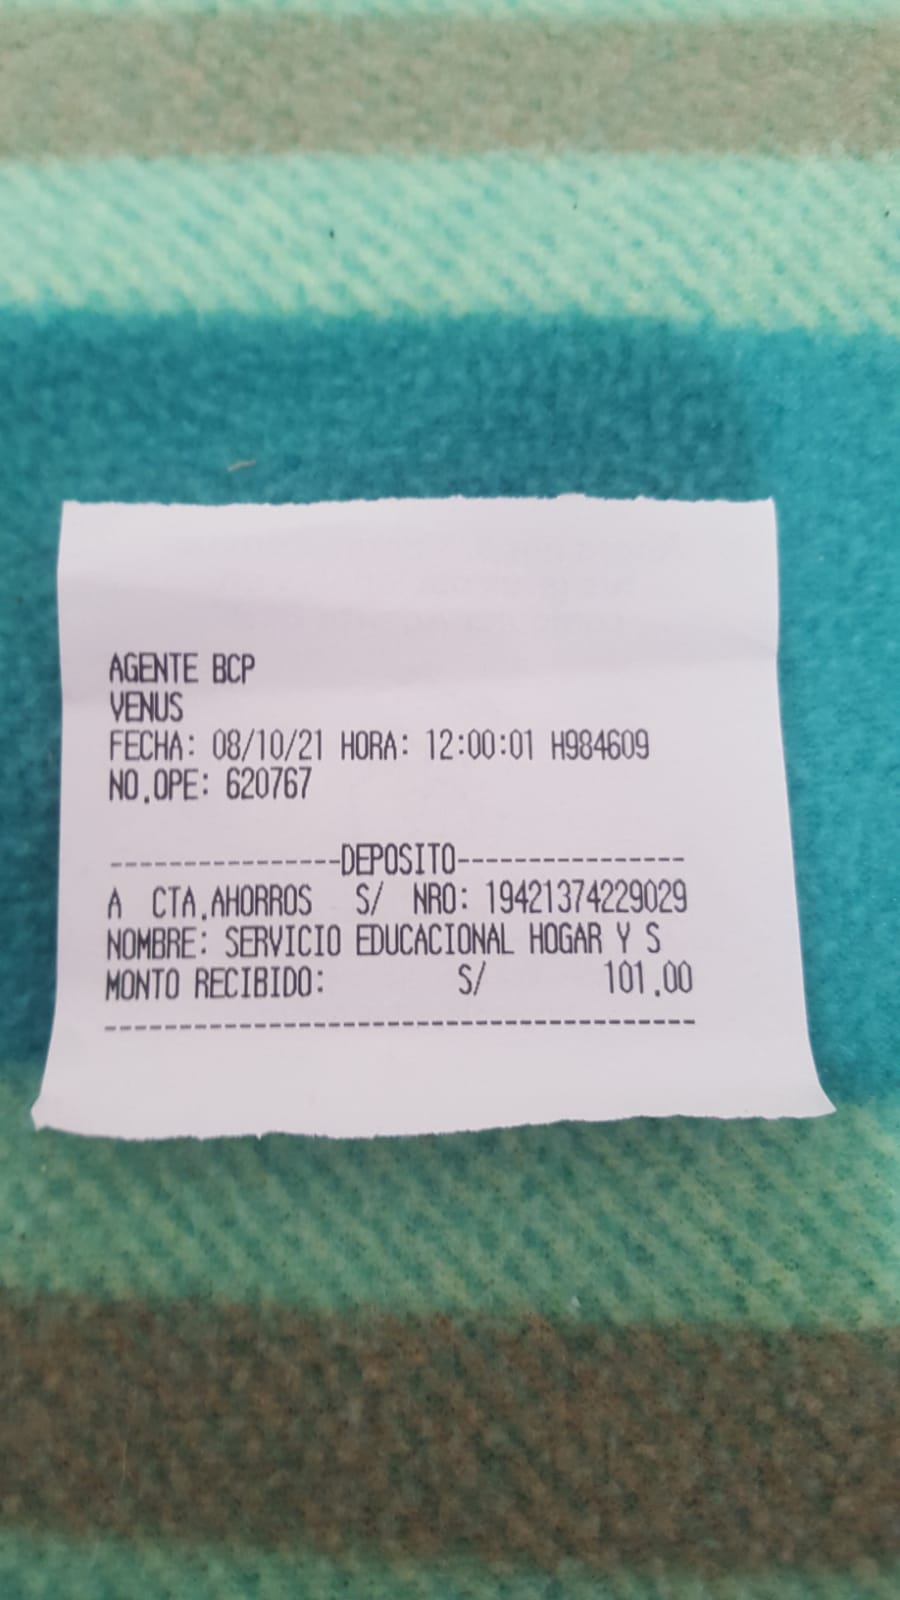 AGENTE BCP
VENUS
FECHA: 08/10/21 HORA: 12:00:01 H984609
NO.OPE: 620767
----------------DEPOSITO----------------
A CTA.AHORROS S/ NRO: 19421374229029
NOMBRE: SERVICIO EDUCACIONAL HOGAR Y S
MONTO RECIBIDO: S/ 101.00
----------------------------------------